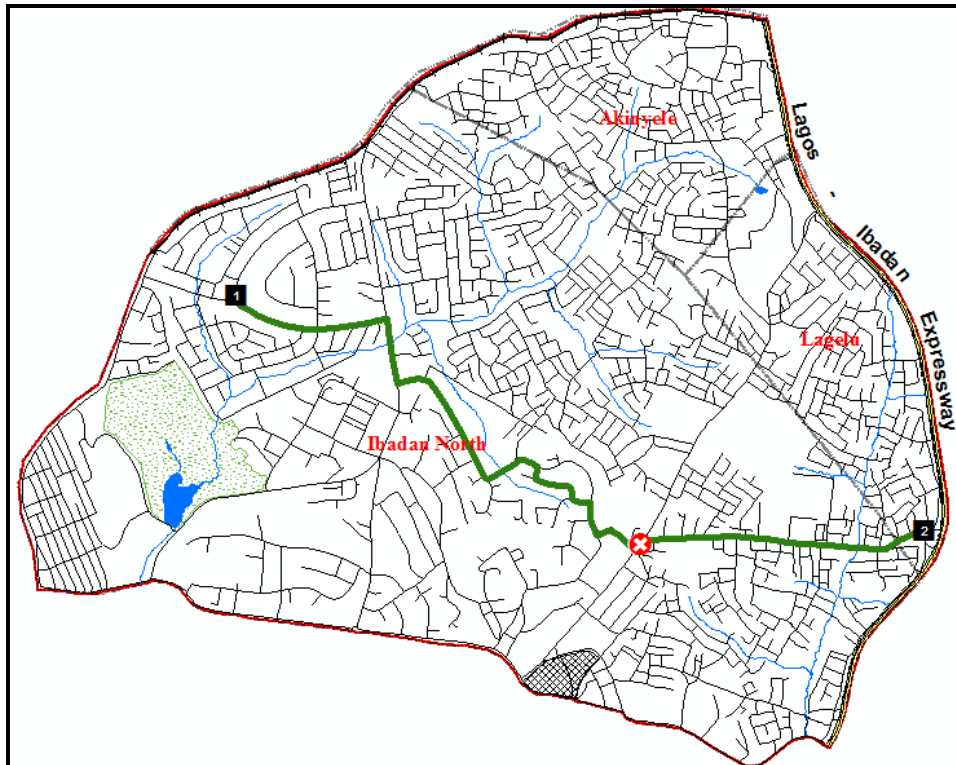 Akinyele
Lagos
-
Ibadan
Expressway
1
Lagelu
Ibadan North
2